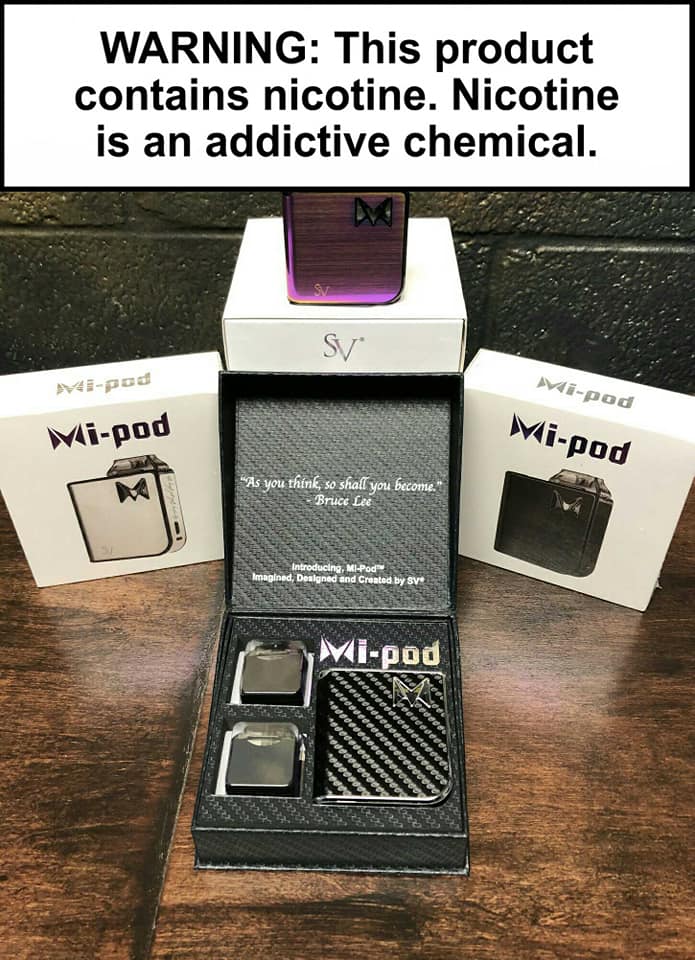 WARNING: This product
contains nicotine. Nicotine
is an addictive chemical.
SV
SV®
Mi-pod
Mi-pod
SV
Mi-pod
Mi-pod
"As you think, so shall you become."
- Bruce Lee
Introducing, Mi-Pod™
Imagined, Designed and Created by SV®
Mi-pod